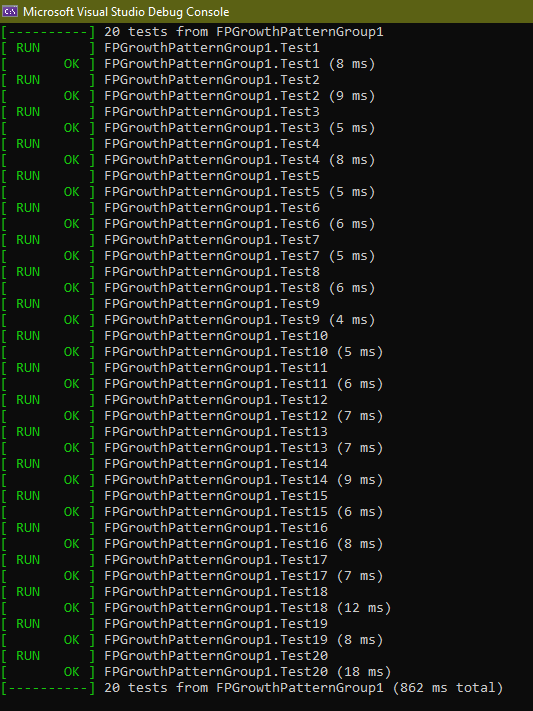 Microsoft Visual Studio Debug Console
[----------] 20 tests from FPGrowthPatternGroup1
[ RUN      ] FPGrowthPatternGroup1.Test1
[       OK ] FPGrowthPatternGroup1.Test1 (8 ms)
[ RUN      ] FPGrowthPatternGroup1.Test2
[       OK ] FPGrowthPatternGroup1.Test2 (9 ms)
[ RUN      ] FPGrowthPatternGroup1.Test3
[       OK ] FPGrowthPatternGroup1.Test3 (5 ms)
[ RUN      ] FPGrowthPatternGroup1.Test4
[       OK ] FPGrowthPatternGroup1.Test4 (8 ms)
[ RUN      ] FPGrowthPatternGroup1.Test5
[       OK ] FPGrowthPatternGroup1.Test5 (5 ms)
[ RUN      ] FPGrowthPatternGroup1.Test6
[       OK ] FPGrowthPatternGroup1.Test6 (6 ms)
[ RUN      ] FPGrowthPatternGroup1.Test7
[       OK ] FPGrowthPatternGroup1.Test7 (5 ms)
[ RUN      ] FPGrowthPatternGroup1.Test8
[       OK ] FPGrowthPatternGroup1.Test8 (6 ms)
[ RUN      ] FPGrowthPatternGroup1.Test9
[       OK ] FPGrowthPatternGroup1.Test9 (4 ms)
[ RUN      ] FPGrowthPatternGroup1.Test10
[       OK ] FPGrowthPatternGroup1.Test10 (5 ms)
[ RUN      ] FPGrowthPatternGroup1.Test11
[       OK ] FPGrowthPatternGroup1.Test11 (6 ms)
[ RUN      ] FPGrowthPatternGroup1.Test12
[       OK ] FPGrowthPatternGroup1.Test12 (7 ms)
[ RUN      ] FPGrowthPatternGroup1.Test13
[       OK ] FPGrowthPatternGroup1.Test13 (7 ms)
[ RUN      ] FPGrowthPatternGroup1.Test14
[       OK ] FPGrowthPatternGroup1.Test14 (9 ms)
[ RUN      ] FPGrowthPatternGroup1.Test15
[       OK ] FPGrowthPatternGroup1.Test15 (6 ms)
[ RUN      ] FPGrowthPatternGroup1.Test16
[       OK ] FPGrowthPatternGroup1.Test16 (8 ms)
[ RUN      ] FPGrowthPatternGroup1.Test17
[       OK ] FPGrowthPatternGroup1.Test17 (7 ms)
[ RUN      ] FPGrowthPatternGroup1.Test18
[       OK ] FPGrowthPatternGroup1.Test18 (12 ms)
[ RUN      ] FPGrowthPatternGroup1.Test19
[       OK ] FPGrowthPatternGroup1.Test19 (8 ms)
[ RUN      ] FPGrowthPatternGroup1.Test20
[       OK ] FPGrowthPatternGroup1.Test20 (18 ms)
[----------] 20 tests from FPGrowthPatternGroup1 (862 ms total)